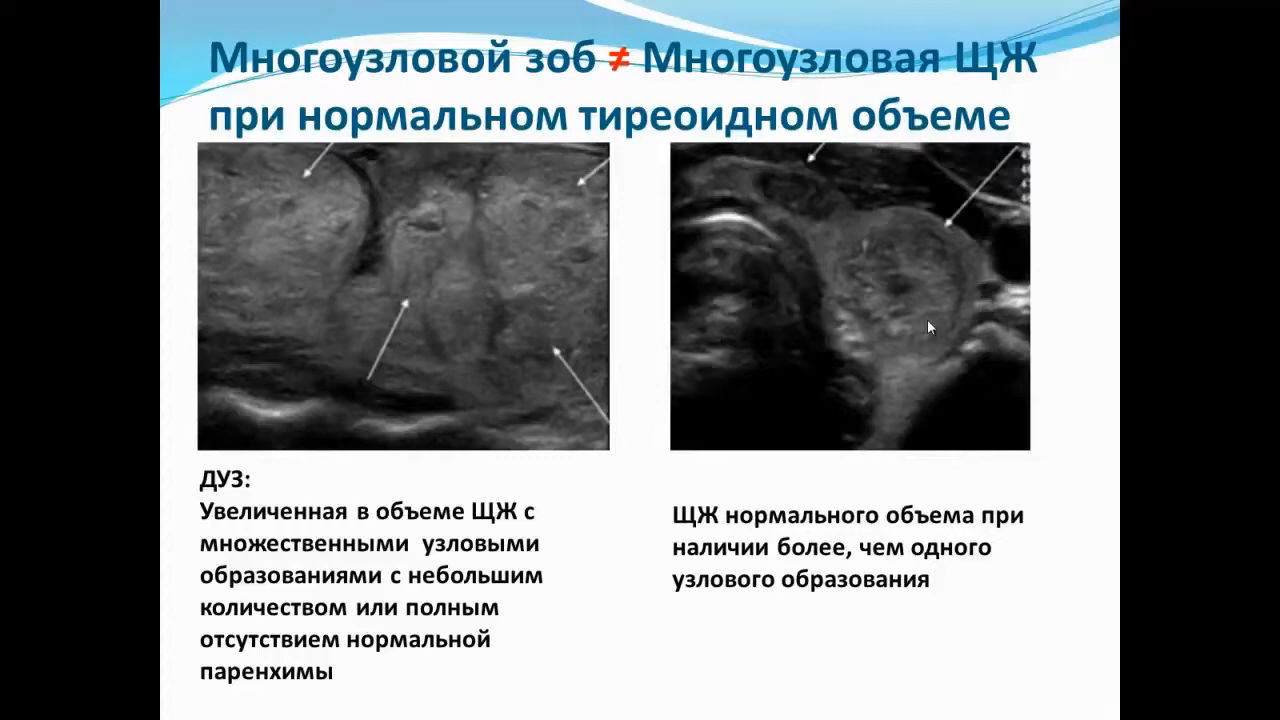 Многоузловой зоб ≠ Многоузловая ЩЖ
при нормальном тиреоидном объеме
ДУЗ:
Увеличенная в объеме ЩЖ с
множественными узловыми
образованиями с небольшим
количеством или полным
отсутствием нормальной
паренхимы
ЩЖ нормального объема при
наличии более, чем одного
узлового образования